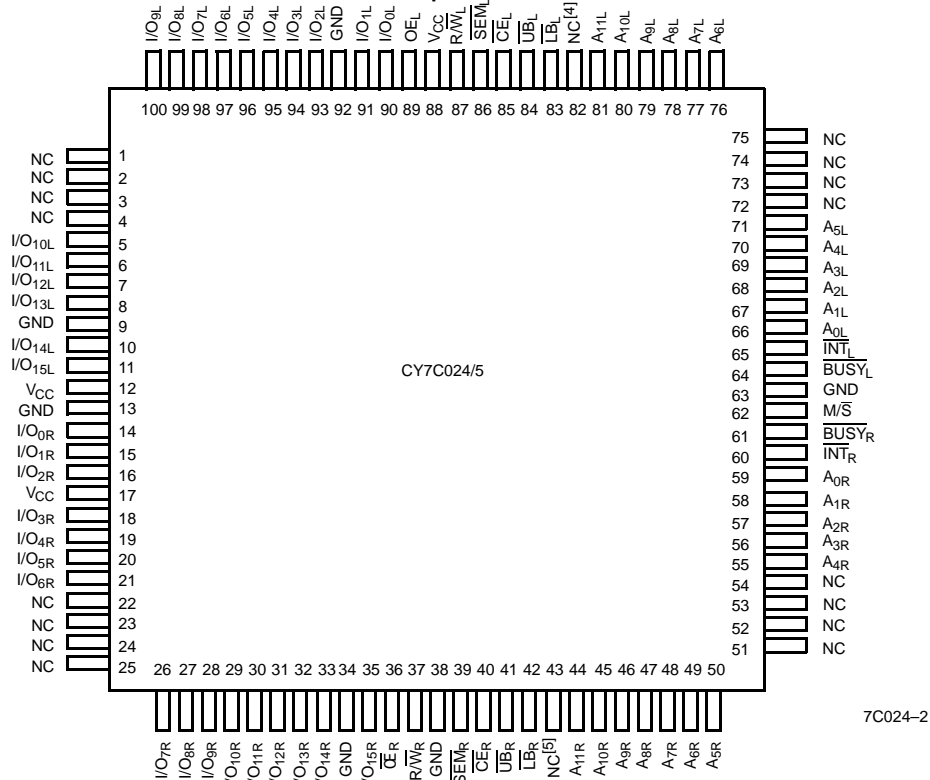 I/O9L I/O8L I/O7L I/O6L I/O5L I/O4L I/O3L I/O2L GND I/O1L I/O0L OEL VCC R/WL SEML CEL UBL LBL NC[4] A11L A10L A9L A8L A7L A6L
100 99 98 97 96 95 94 93 92 91 90 89 88 87 86 85 84 83 82 81 80 79 78 77 76
NC 1
NC 2
NC 3
NC 4
I/O10L 5
I/O11L 6
I/O12L 7
I/O13L 8
GND 9
I/O14L 10
I/O15L 11
VCC 12
GND 13
I/O0R 14
I/O1R 15
I/O2R 16
VCC 17
I/O3R 18
I/O4R 19
I/O5R 20
I/O6R 21
NC 22
NC 23
NC 24
NC 25
CY7C024/5
75 NC
74 NC
73 NC
72 NC
71 A5L
70 A4L
69 A3L
68 A2L
67 A1L
66 A0L
65 INTL
64 BUSYL
63 GND
62 M/S
61 BUSYR
60 INTR
59 A0R
58 A1R
57 A2R
56 A3R
55 A4R
54 NC
53 NC
52 NC
51 NC
26 27 28 29 30 31 32 33 34 35 36 37 38 39 40 41 42 43 44 45 46 47 48 49 50
I/O7R I/O8R I/O9R /O10R /O11R /O12R /O13R /O14R GND /O15R OER R/WR GND SEMR CER UBR LBR NC[5] A11R A10R A9R A8R A7R A6R A5R
7C024–2